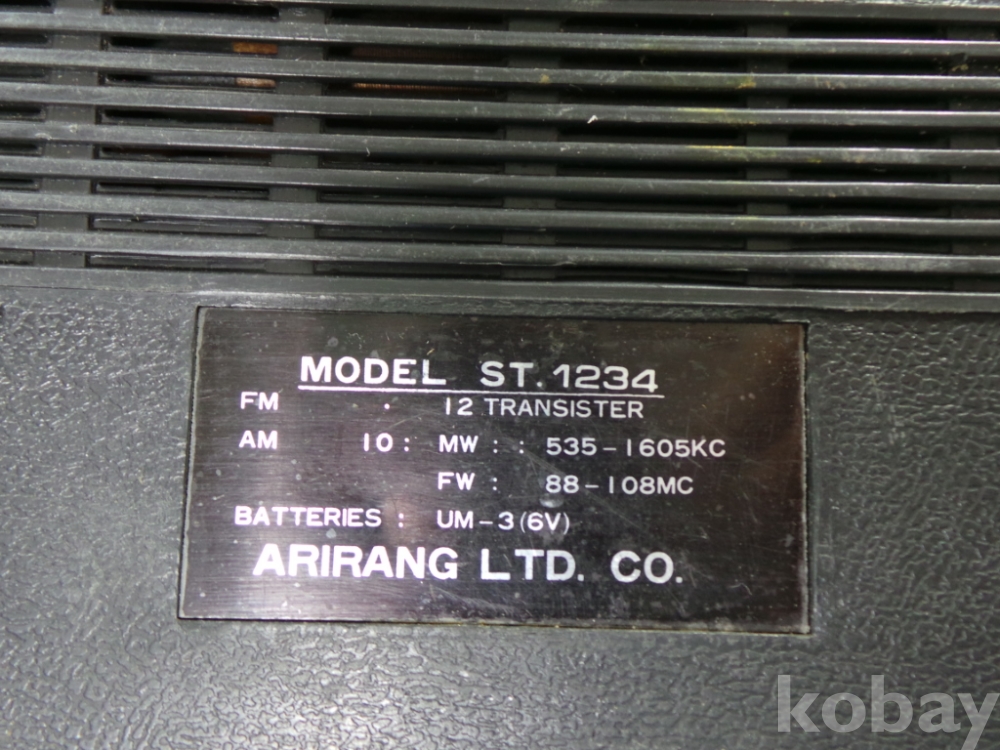 MODEL ST.1234
FM . 12 TRANSISTER
AM 10: MW : : 535-1605KC
FW : 88-108MC
BATTERIES : UM-3(6V)
ARIRANG LTD. CO.
kobay